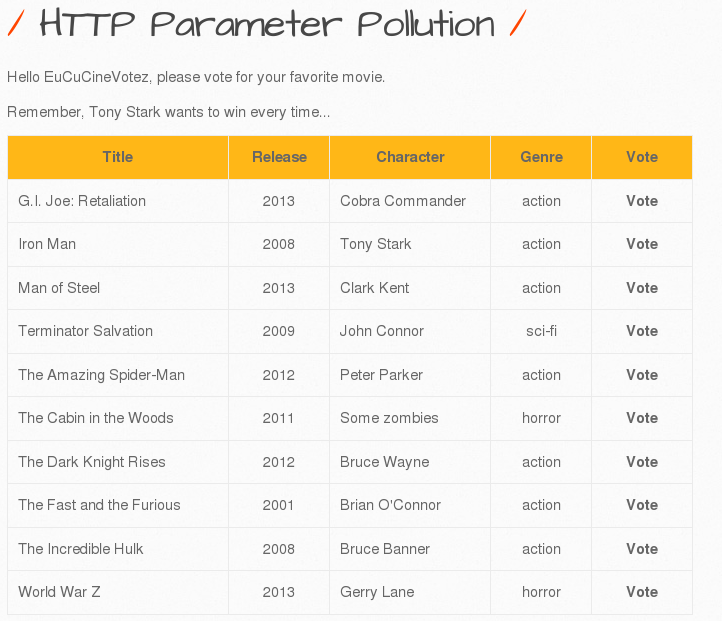 / HTTP Parameter Pollution /
Hello EuCuCineVotez, please vote for your favorite movie.
Remember, Tony Stark wants to win every time...
Title Release Character Genre Vote
G.I. Joe: Retaliation 2013 Cobra Commander action Vote
Iron Man 2008 Tony Stark action Vote
Man of Steel 2013 Clark Kent action Vote
Terminator Salvation 2009 John Connor sci-fi Vote
The Amazing Spider-Man 2012 Peter Parker action Vote
The Cabin in the Woods 2011 Some zombies horror Vote
The Dark Knight Rises 2012 Bruce Wayne action Vote
The Fast and the Furious 2001 Brian O'Connor action Vote
The Incredible Hulk 2008 Bruce Banner action Vote
World War Z 2013 Gerry Lane horror Vote